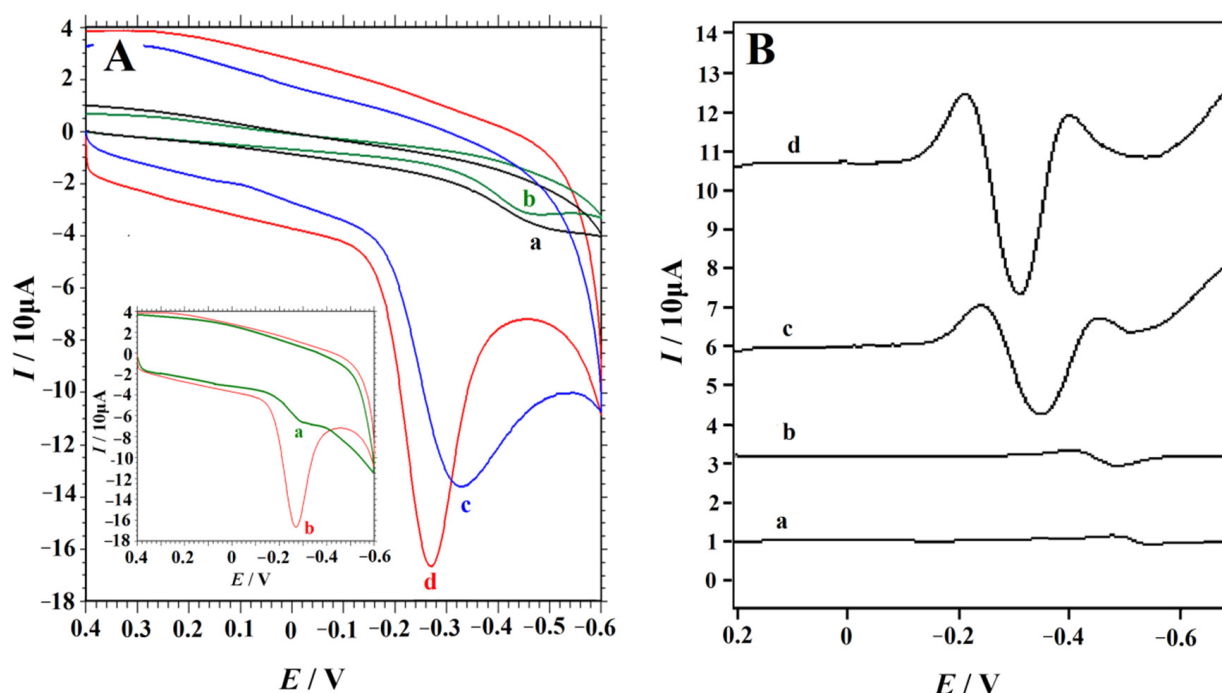 A
I / 10µA
4
2
0
−2
−4
−6
−8
−10
−12
−14
−16
−18
b
a
c
d
0.4 0.3 0.2 0.1 0 −0.1 −0.2 −0.3 −0.4 −0.5 −0.6
E / V
I / 10µA
4
2
0
−2
−4
−6
−8
−10
−12
−14
−16
−18
a
b
0.4 0.2 0 −0.2 −0.4 −0.6
E / V
B
I / 10µA
14
13
12
11
10
9
8
7
6
5
4
3
2
1
0
d
c
b
a
0.2 0 −0.2 −0.4 −0.6
E / V